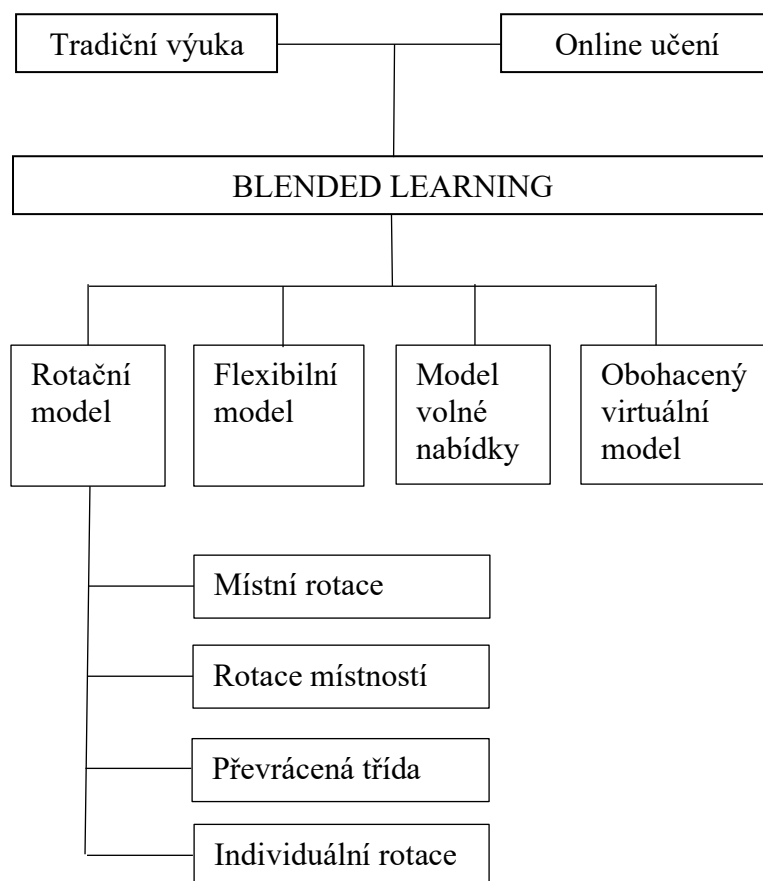 Tradiční výuka
Online učení
BLENDED LEARNING
Rotační
model
Flexibilní
model
Model
volné
nabídky
Obohacený
virtuální
model
Místní rotace
Rotace místností
Převrácená třída
Individuální rotace